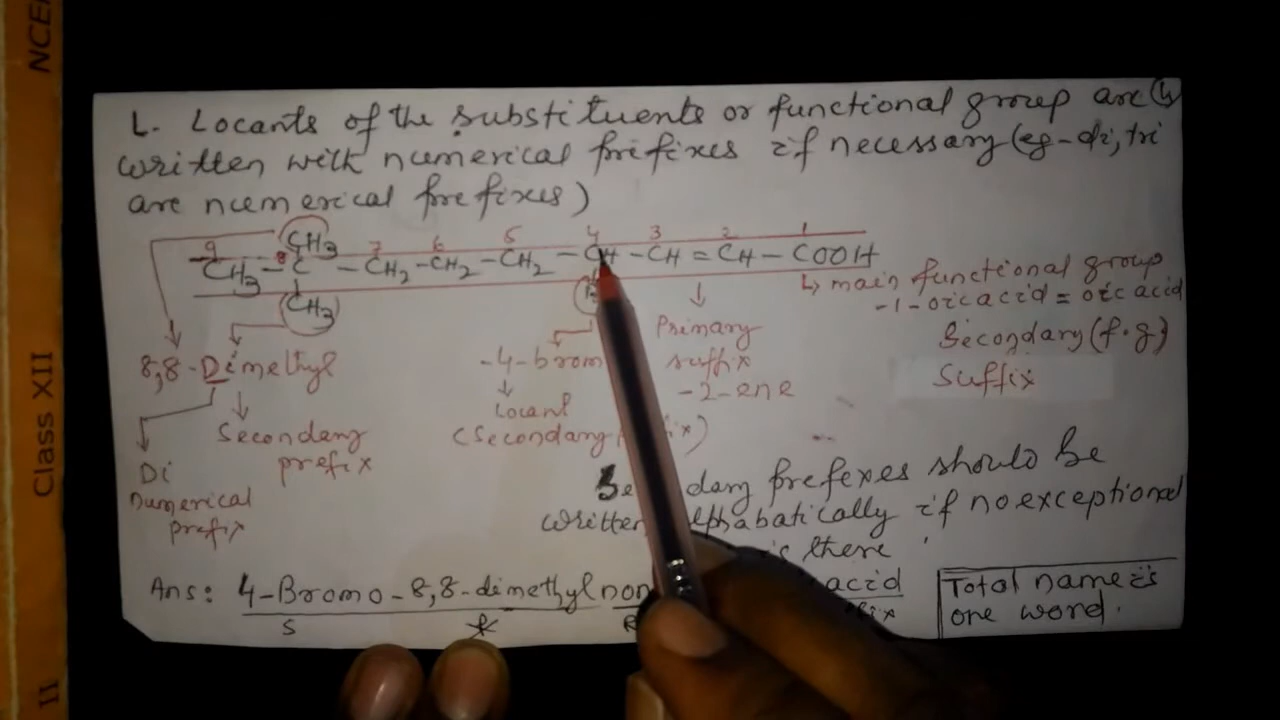 NCE
Class XII
II
L. Locants of the substituents or functional group are
written with numerical prefixes if necessary (eg - di, tri
are numerical prefixes)
CH3
9 8 7 6 5 4 3 2 1
CH3 - C - CH2 - CH2 - CH2 - CH - CH = CH - COOH
CH3
↳ main functional group
-1-oic acid = oic acid
Secondary (f.g)
suffix
Primary
suffix
-2-ene
-4-brom
Locant
(Secondary
8,8-Dimethyl
Secondary
prefix
Di
numerical
prefix
dary prefexes should be
written alphabatically if no exceptional
is there
Ans: 4-Bromo-8,8-dimethyl non acid
S
Total name is
one word.